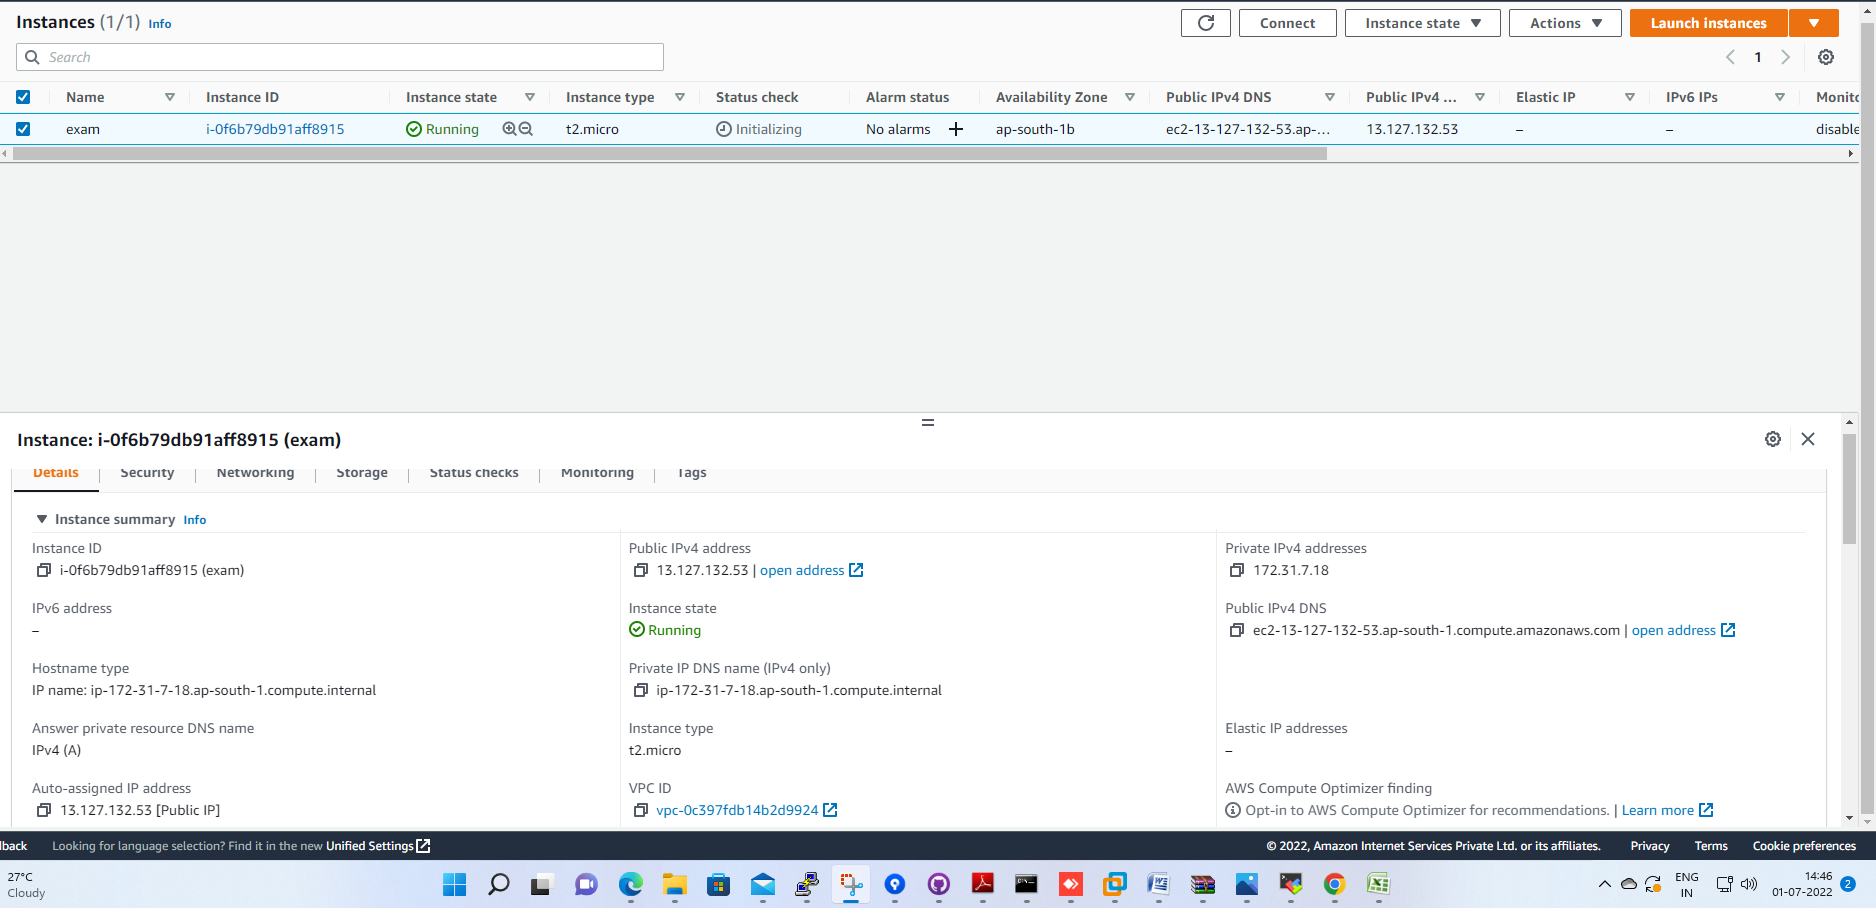 Instances (1/1) Info
Connect Instance state Actions Launch instances
Search
1
Name Instance ID Instance state Instance type Status check Alarm status Availability Zone Public IPv4 DNS Public IPv4 ... Elastic IP IPv6 IPs Monito
exam i-0f6b79db91aff8915 Running t2.micro Initializing No alarms + ap-south-1b ec2-13-127-132-53.ap-... 13.127.132.53 – – disable
Instance: i-0f6b79db91aff8915 (exam)
Details Security Networking Storage Status checks Monitoring Tags
Instance summary Info
Instance ID Public IPv4 address Private IPv4 addresses
i-0f6b79db91aff8915 (exam) 13.127.132.53 | open address 172.31.7.18
IPv6 address Instance state Public IPv4 DNS
– Running ec2-13-127-132-53.ap-south-1.compute.amazonaws.com | open address
Hostname type Private IP DNS name (IPv4 only)
IP name: ip-172-31-7-18.ap-south-1.compute.internal ip-172-31-7-18.ap-south-1.compute.internal
Answer private resource DNS name Instance type Elastic IP addresses
IPv4 (A) t2.micro –
Auto-assigned IP address VPC ID AWS Compute Optimizer finding
13.127.132.53 [Public IP] vpc-0c397fdb14b2d9924 Opt-in to AWS Compute Optimizer for recommendations. | Learn more
lback Looking for language selection? Find it in the new Unified Settings © 2022, Amazon Internet Services Private Ltd. or its affiliates. Privacy Terms Cookie preferences
27°C ENG 14:46
Cloudy IN 01-07-2022 2